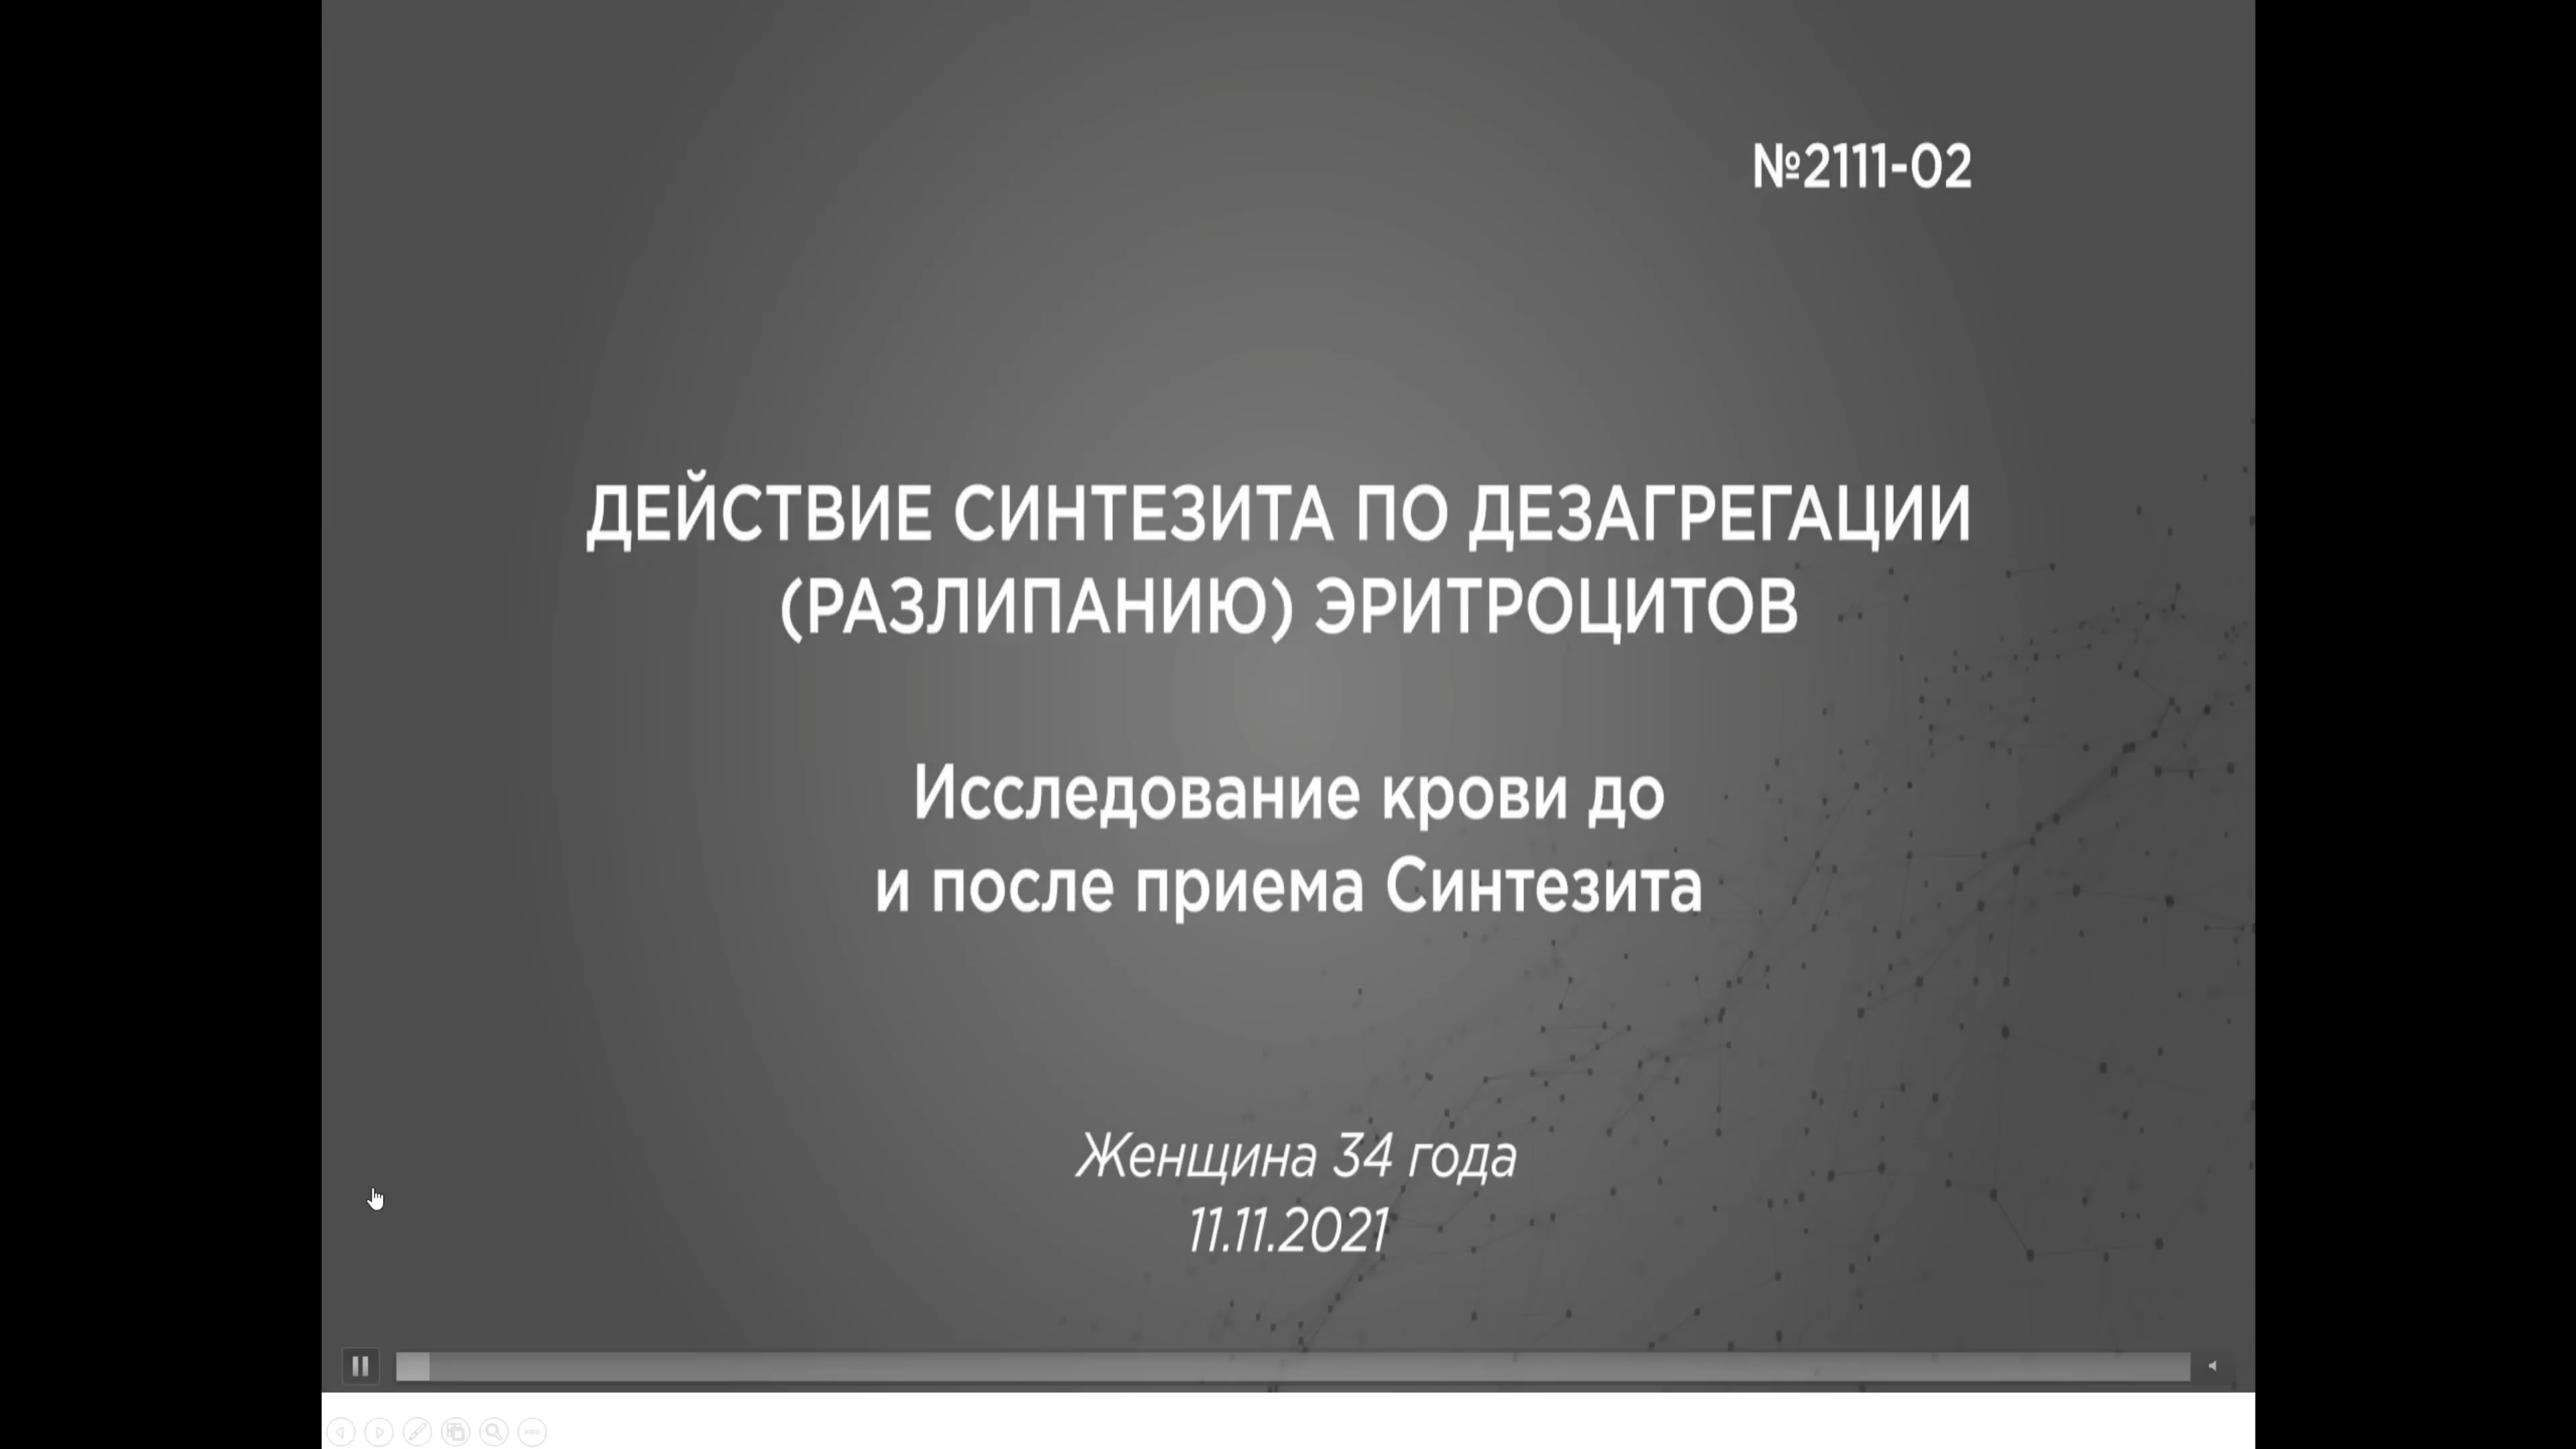 №2111-02
ДЕЙСТВИЕ СИНТЕЗИТА ПО ДЕЗАГРЕГАЦИИ
(РАЗЛИПАНИЮ) ЭРИТРОЦИТОВ
Исследование крови до
и после приема Синтезита
Женщина 34 года
11.11.2021